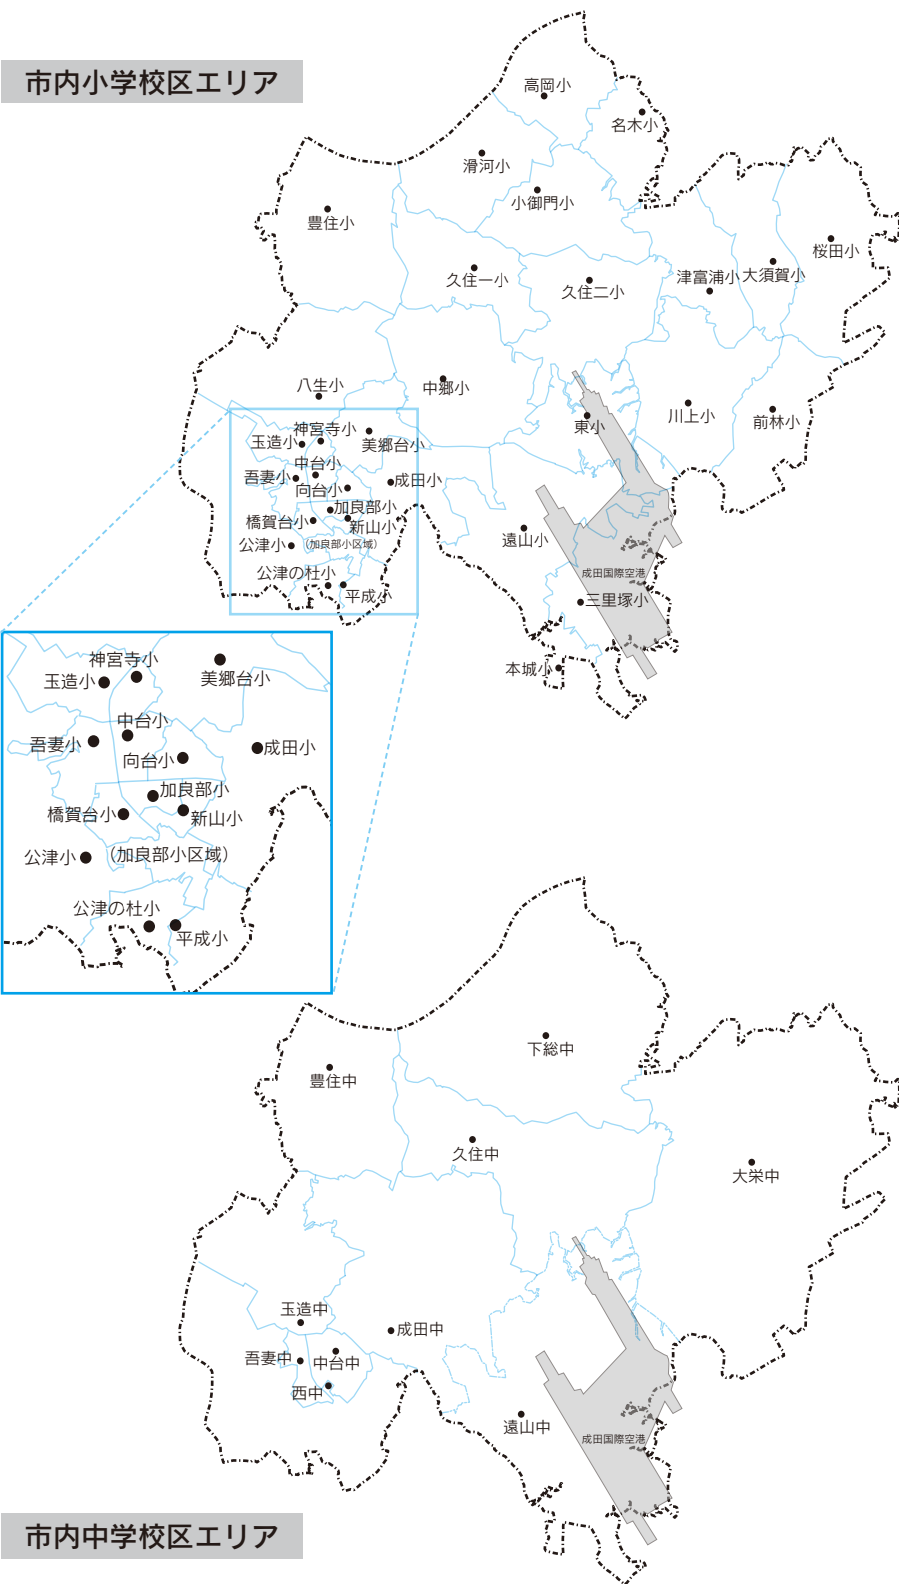 市内小学校区エリア
高岡小
名木小
滑河小
小御門小
豊住小
桜田小
久住一小
久住二小
津富浦小
大須賀小
八生小
中郷小
東小
川上小
前林小
神宮寺小
玉造小
美郷台小
中台小
吾妻小
向台小
成田小
加良部小
橋賀台小
新山小
公津小
（加良部小区域）
遠山小
公津の杜小
平成小
成田国際空港
三里塚小
本城小
神宮寺小
玉造小
美郷台小
中台小
吾妻小
向台小
成田小
加良部小
橋賀台小
新山小
公津小
（加良部小区域）
公津の杜小
平成小
下総中
豊住中
久住中
大栄中
玉造中
成田中
吾妻中
中台中
西中
遠山中
成田国際空港
市内中学校区エリア